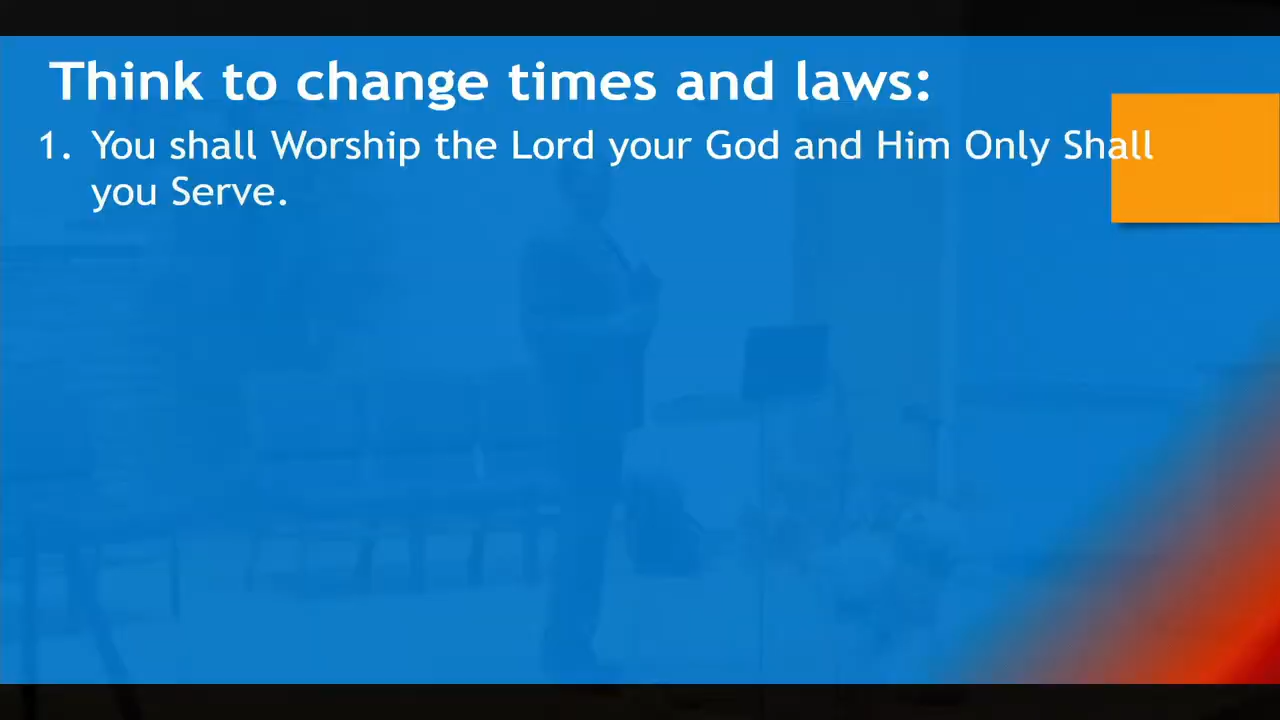 Think to change times and laws:
1. You shall Worship the Lord your God and Him Only Shall
you Serve.